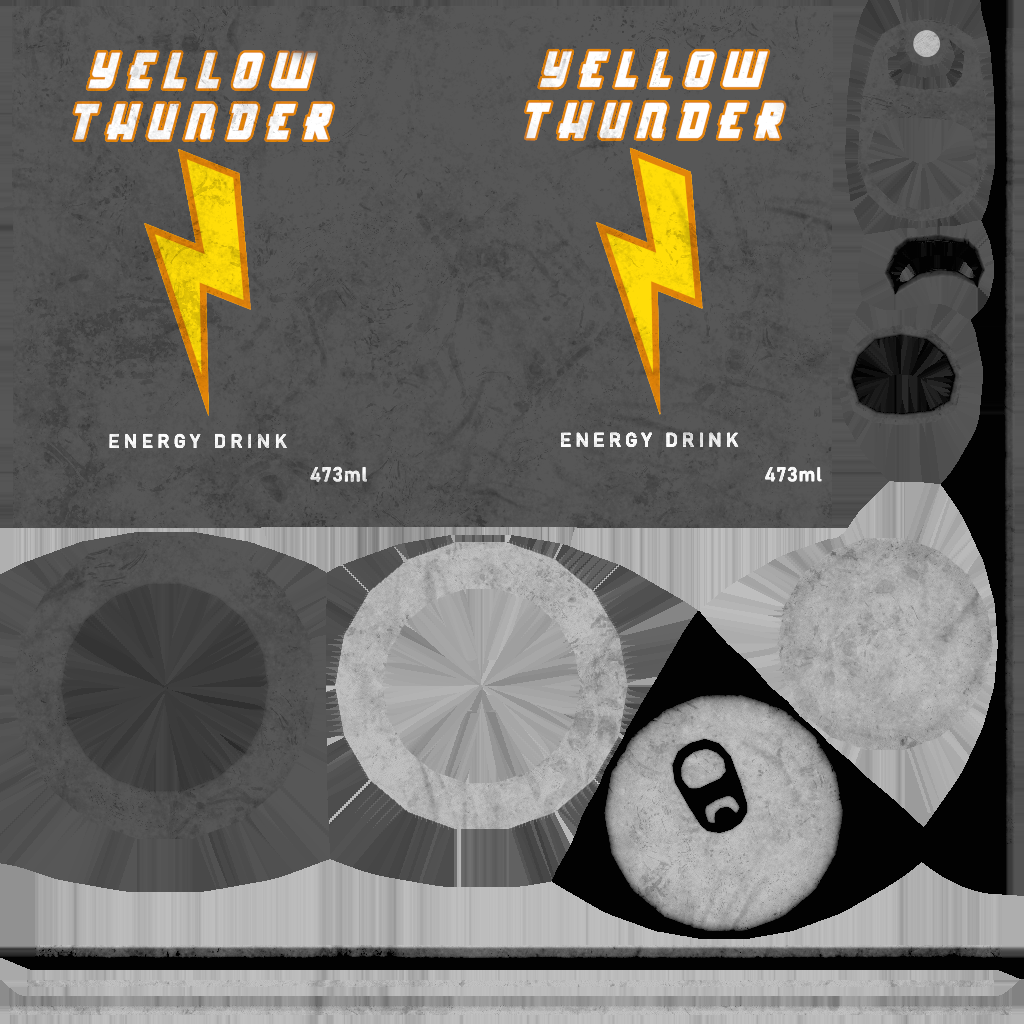 YELLOW
THUNDER
ENERGY DRINK
473ml
YELLOW
THUNDER
ENERGY DRINK
473ml